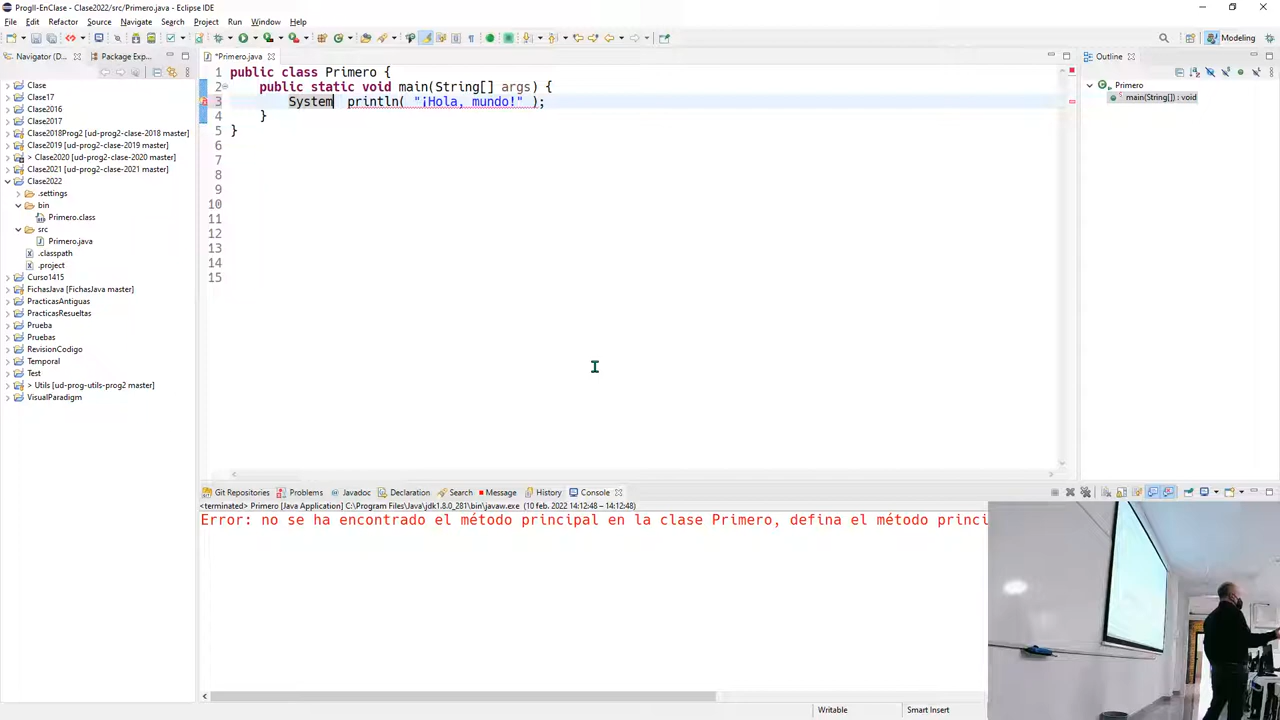 ProgII-EnClase - Clase2022/src/Primero.java - Eclipse IDE
File Edit Refactor Source Navigate Search Project Run Window Help
Modeling
Navigator (D...
Package Exp...
*Primero.java
Outline
Clase
Clase17
Clase2016
Clase2017
Clase2018Prog2 [ud-prog2-clase-2018 master]
Clase2019 [ud-prog2-clase-2019 master]
> Clase2020 [ud-prog2-clase-2020 master]
Clase2021 [ud-prog2-clase-2021 master]
Clase2022
.settings
bin
Primero.class
src
Primero.java
.classpath
.project
Curso1415
FichasJava [FichasJava master]
PracticasAntiguas
PracticasResueltas
Prueba
Pruebas
RevisionCodigo
Temporal
Test
> Utils [ud-prog-utils-prog2 master]
VisualParadigm
1 public class Primero {
2 public static void main(String[] args) {
3 System println( "¡Hola, mundo!" );
4 }
5 }
6
7
8
9
10
11
12
13
14
15
Primero
main(String[]) : void
Git Repositories Problems Javadoc Declaration Search Message History Console
<terminated> Primero [Java Application] C:\Program Files\Java\jdk1.8.0_281\bin\javaw.exe (10 feb. 2022 14:12:48 – 14:12:48)
Error: no se ha encontrado el método principal en la clase Primero, defina el método princi
Writable
Smart Insert